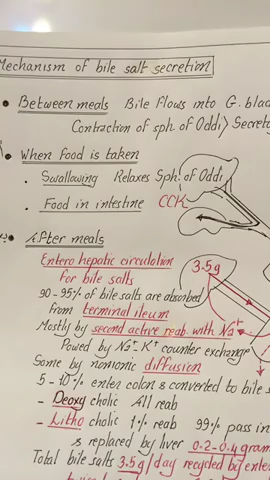 Mechanism of bile salt secretion
• Between meals Bile Flows into G. blad
Contraction of sph. of Oddi > Secreto
• When Food is taken
. Swallowing Relaxes Sph. of Oddi
. Food in intestine CCK
• After meals
Entero hepatic circulation
for bile salts
3.5g
90-95% of bile salts are absorbed
from terminal ileum
Mostly by second active reab. with Na+
Powed by Na+-K+ counter exchange
Some by nonionic diffusion
5-10% enter colon & converted to bile s
- Deoxy cholic All reab
- Litho cholic 1% reab 99% pass in
& replaced by liver 0.2-0.4 gram
Total bile salts 3.5g/day recycled by enter